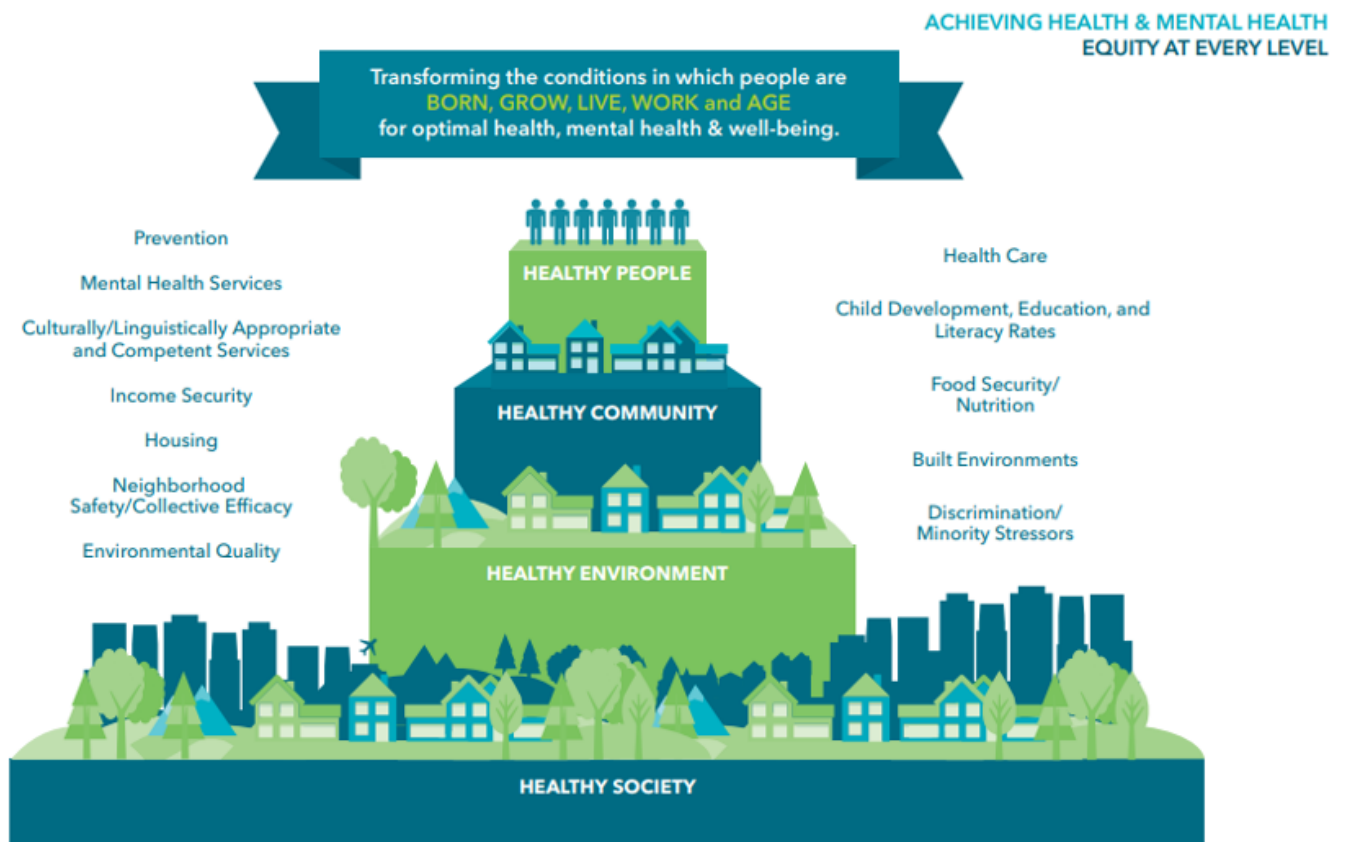 ACHIEVING HEALTH & MENTAL HEALTH
EQUITY AT EVERY LEVEL
Transforming the conditions in which people are
BORN, GROW, LIVE, WORK and AGE
for optimal health, mental health & well-being.
Prevention
Mental Health Services
Culturally/Linguistically Appropriate
and Competent Services
Income Security
Housing
Neighborhood
Safety/Collective Efficacy
Environmental Quality
HEALTHY PEOPLE
HEALTHY COMMUNITY
HEALTHY ENVIRONMENT
HEALTHY SOCIETY
Health Care
Child Development, Education, and
Literacy Rates
Food Security/
Nutrition
Built Environments
Discrimination/
Minority Stressors